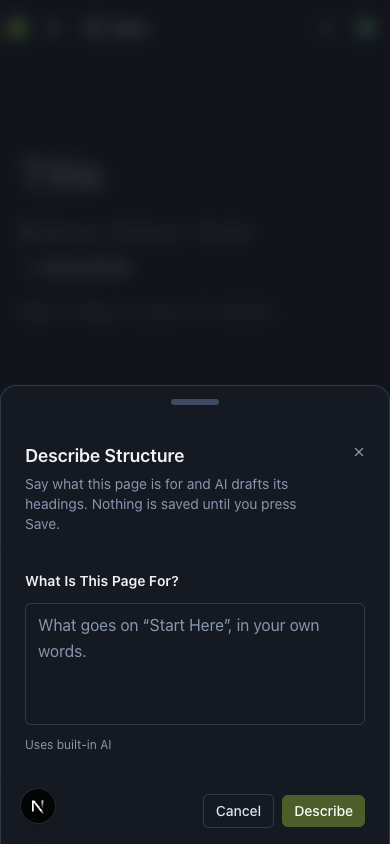 Describe Structure
Say what this page is for and AI drafts its
headings. Nothing is saved until you press
Save.
What Is This Page For?
What goes on “Start Here”, in your own
words.
Uses built-in AI
N
Cancel
Describe